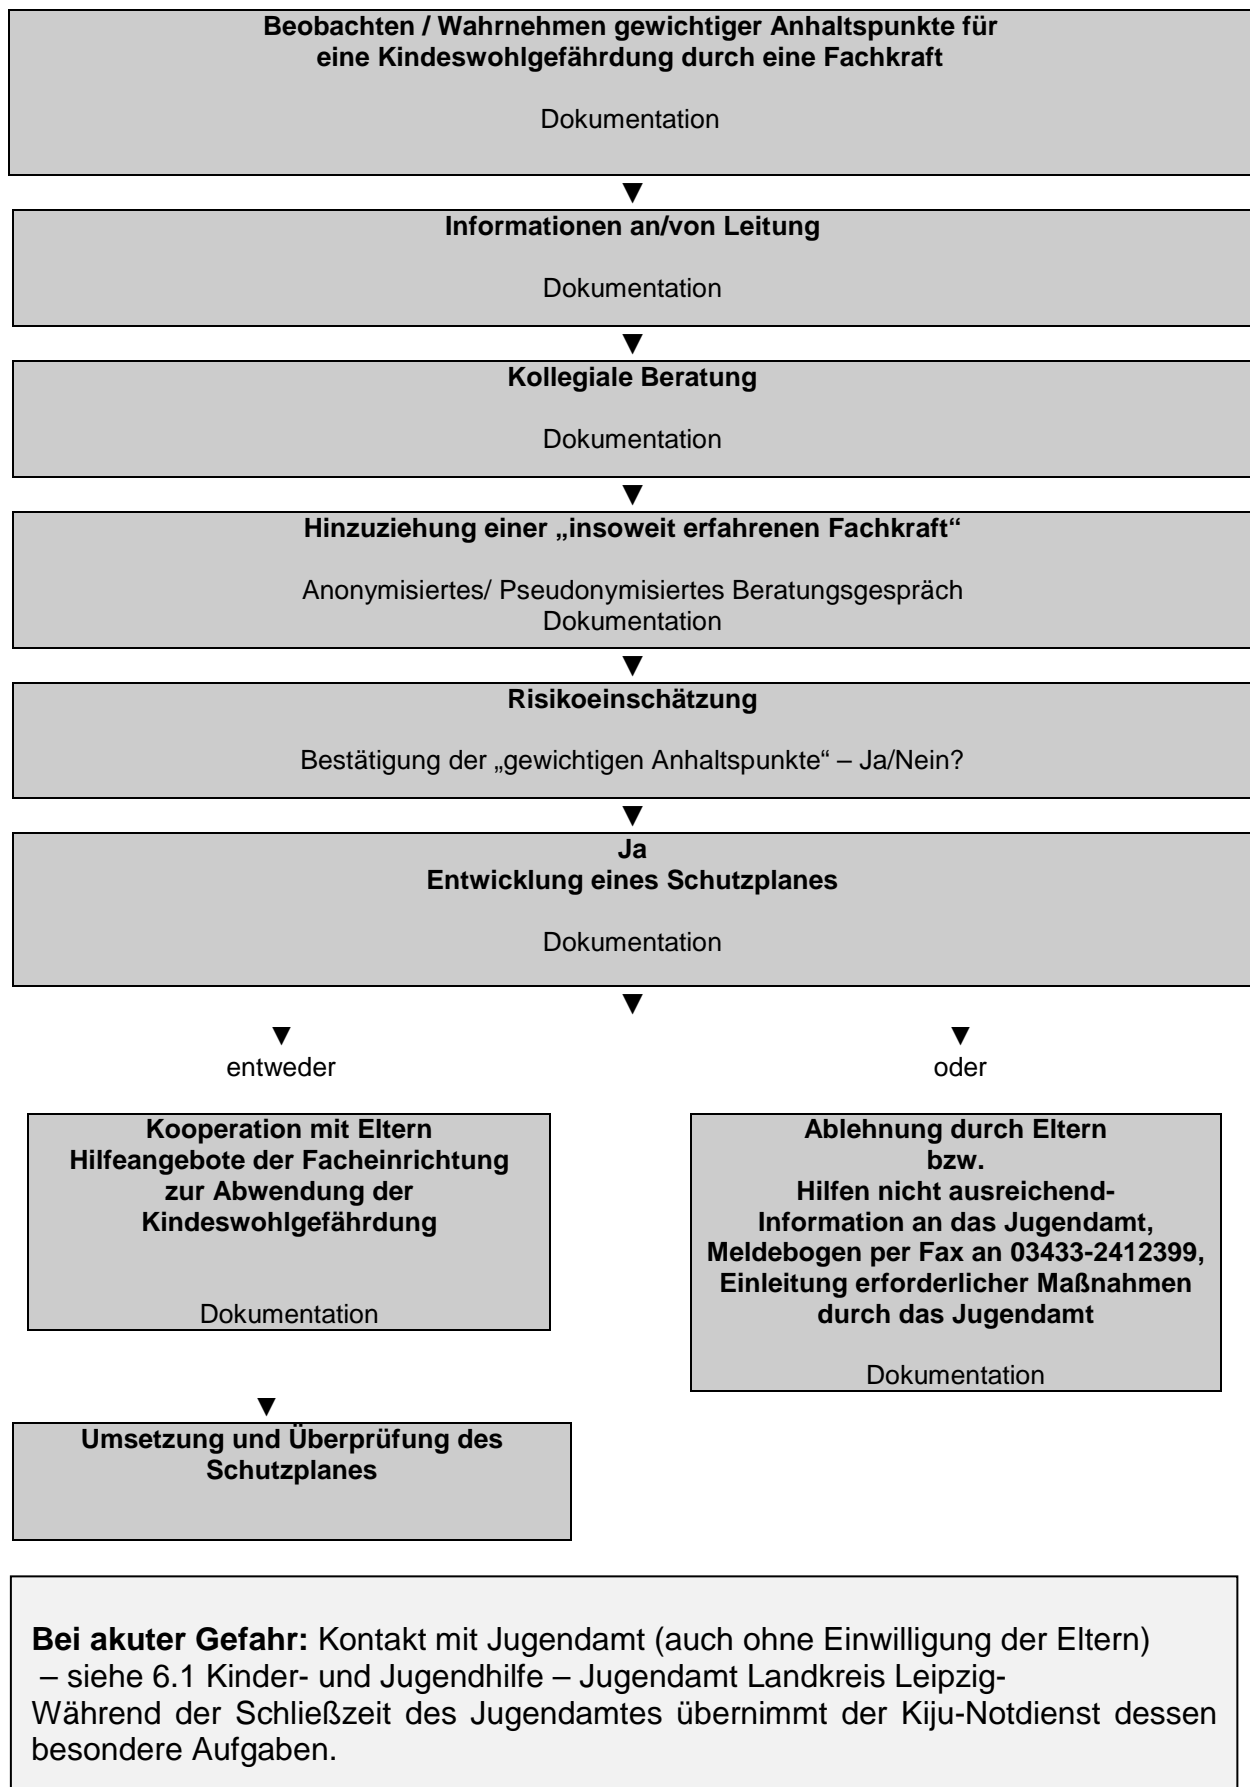 Beobachten / Wahrnehmen gewichtiger Anhaltspunkte für
eine Kindeswohlgefährdung durch eine Fachkraft
Dokumentation
▼
Informationen an/von Leitung
Dokumentation
▼
Kollegiale Beratung
Dokumentation
▼
Hinzuziehung einer „insoweit erfahrenen Fachkraft“
Anonymisiertes/ Pseudonymisiertes Beratungsgespräch
Dokumentation
▼
Risikoeinschätzung
Bestätigung der „gewichtigen Anhaltspunkte“ – Ja/Nein?
▼
Ja
Entwicklung eines Schutzplanes
Dokumentation
▼
▼
entweder
Kooperation mit Eltern
Hilfeangebote der Facheinrichtung
zur Abwendung der
Kindeswohlgefährdung
Dokumentation
▼
Umsetzung und Überprüfung des
Schutzplanes
▼
oder
Ablehnung durch Eltern
bzw.
Hilfen nicht ausreichend-
Information an das Jugendamt,
Meldebogen per Fax an 03433-2412399,
Einleitung erforderlicher Maßnahmen
durch das Jugendamt
Dokumentation
Bei akuter Gefahr: Kontakt mit Jugendamt (auch ohne Einwilligung der Eltern)
– siehe 6.1 Kinder- und Jugendhilfe – Jugendamt Landkreis Leipzig-
Während der Schließzeit des Jugendamtes übernimmt der Kiju-Notdienst dessen
besondere Aufgaben.